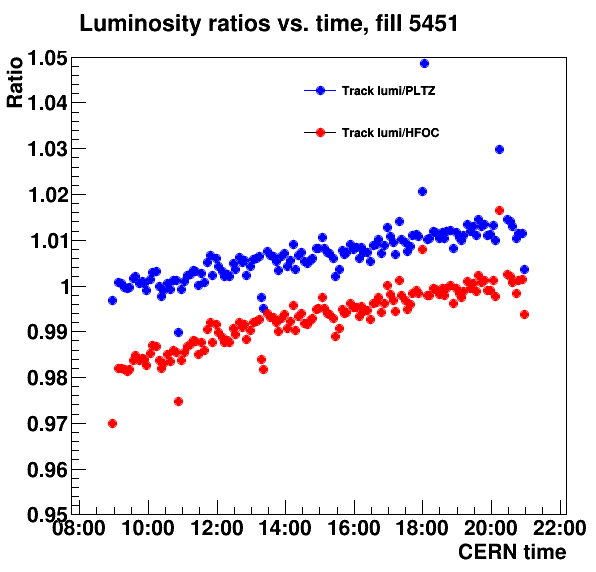 Luminosity ratios vs. time, fill 5451
Ratio
1.05
1.04
1.03
1.02
1.01
1
0.99
0.98
0.97
0.96
0.95
Track lumi/PLTZ
Track lumi/HFOC
08:00 10:00 12:00 14:00 16:00 18:00 20:00 22:00
CERN time